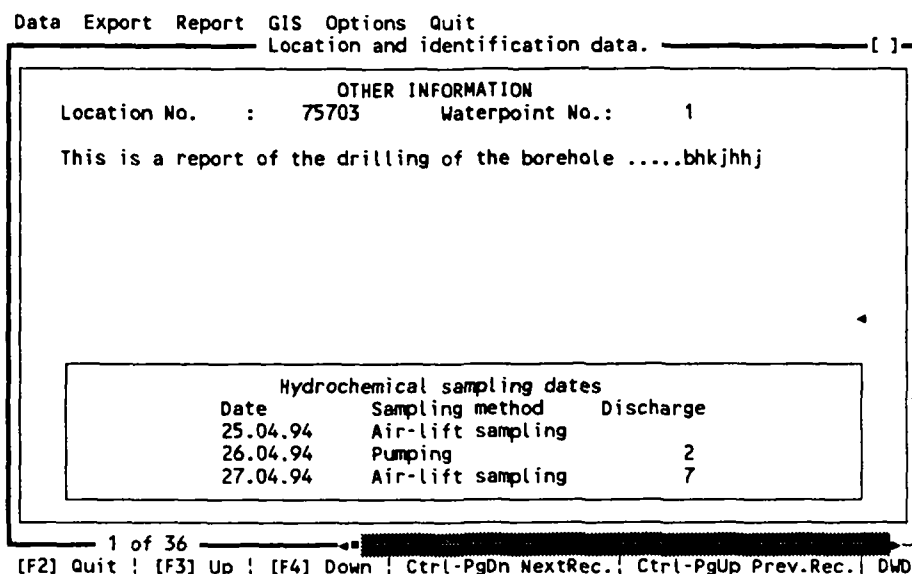 Data Export Report GIS Options Quit
Location and identification data. [ ]
OTHER INFORMATION
Location No. : 75703 Waterpoint No.: 1
This is a report of the drilling of the borehole .....bhkjhhj
Hydrochemical sampling dates
Date Sampling method Discharge
25.04.94 Air-lift sampling
26.04.94 Pumping 2
27.04.94 Air-lift sampling 7
1 of 36
[F2] Quit ¦ [F3] Up ¦ [F4] Down ¦ Ctrl-PgDn NextRec.¦ Ctrl-PgUp Prev.Rec.¦ DWD